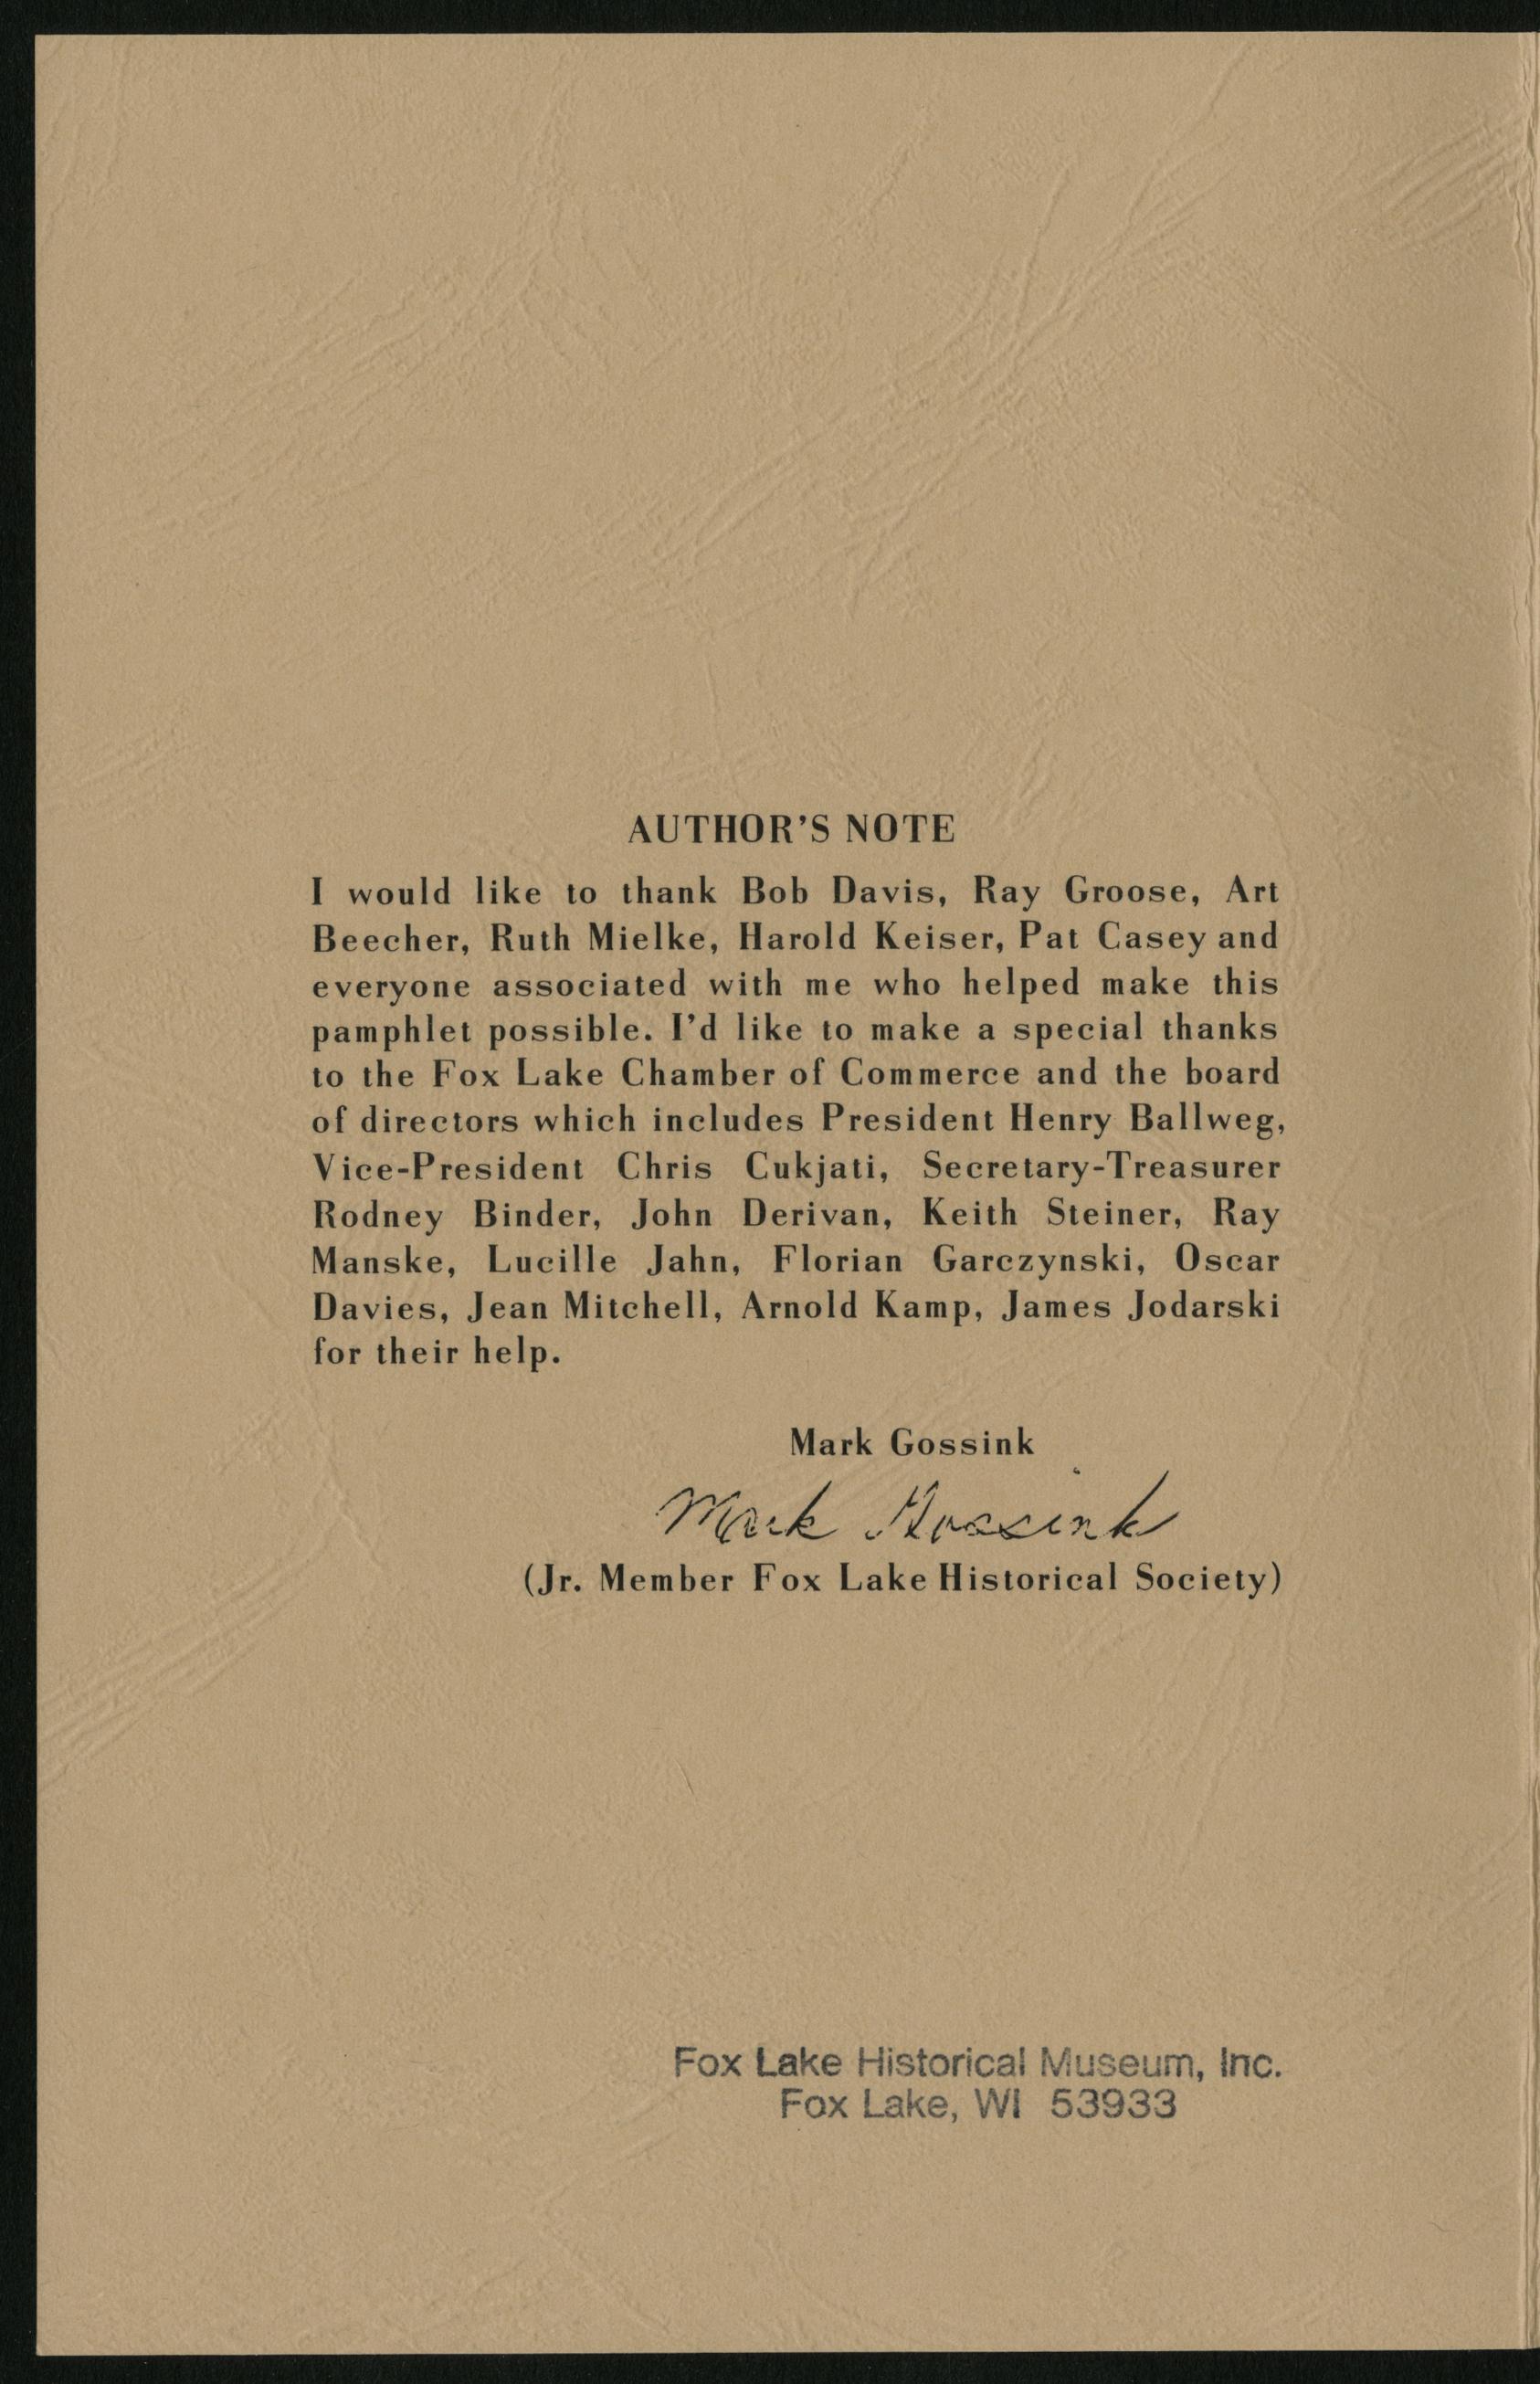 AUTHOR'S NOTE
I would like to thank Bob Davis, Ray Groose, Art
Beecher, Ruth Mielke, Harold Keiser, Pat Casey and
everyone associated with me who helped make this
pamphlet possible. I'd like to make a special thanks
to the Fox Lake Chamber of Commerce and the board
of directors which includes President Henry Ballweg,
Vice-President Chris Cukjati, Secretary-Treasurer
Rodney Binder, John Derivan, Keith Steiner, Ray
Manske, Lucille Jahn, Florian Garczynski, Oscar
Davies, Jean Mitchell, Arnold Kamp, James Jodarski
for their help.
Mark Gossink
Mark Gossink
(Jr. Member Fox Lake Historical Society)
Fox Lake Historical Museum, Inc.
Fox Lake, WI 53933